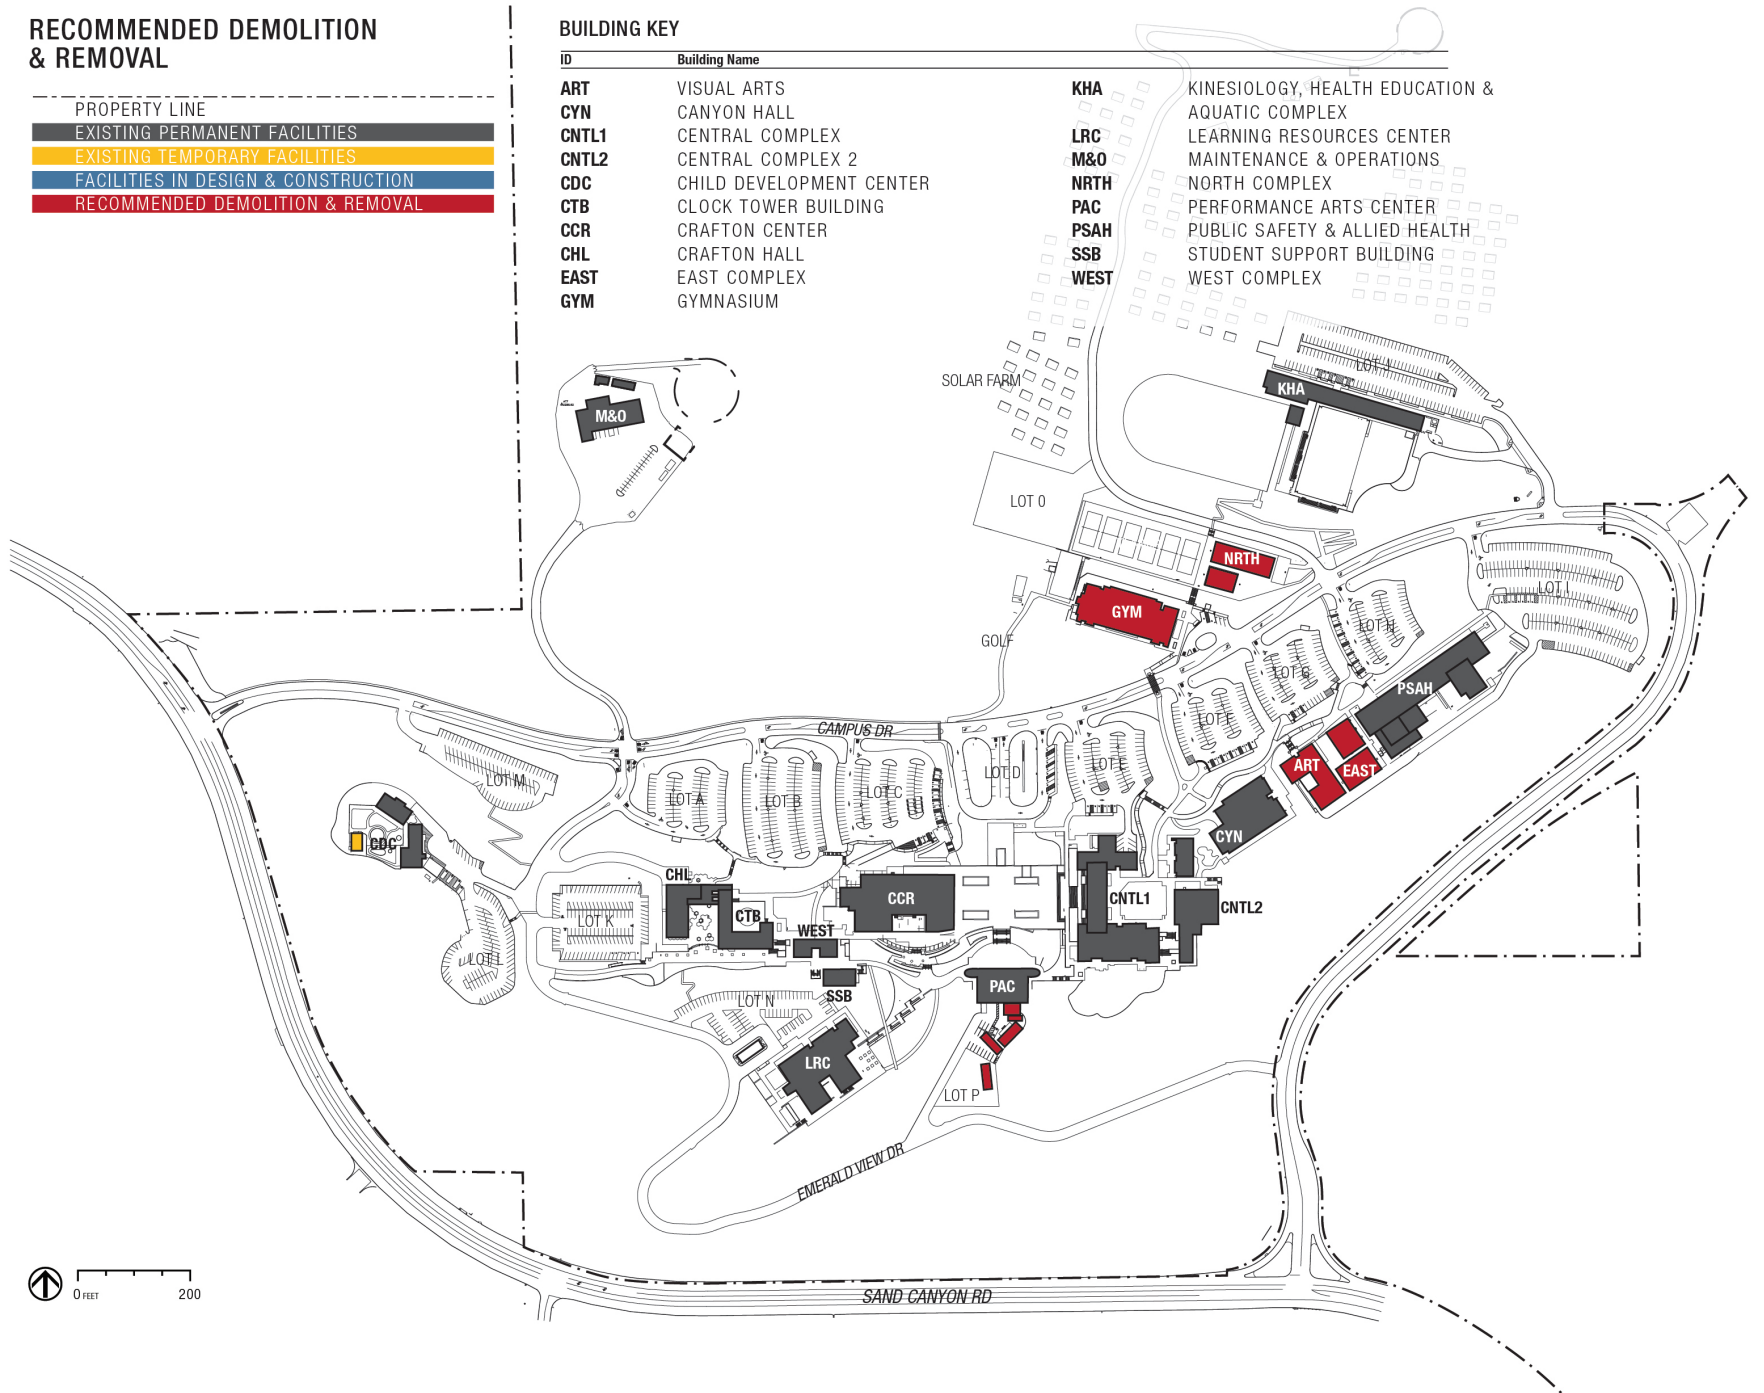 RECOMMENDED DEMOLITION
& REMOVAL
PROPERTY LINE
EXISTING PERMANENT FACILITIES
EXISTING TEMPORARY FACILITIES
FACILITIES IN DESIGN & CONSTRUCTION
RECOMMENDED DEMOLITION & REMOVAL
BUILDING KEY
ID Building Name
ART VISUAL ARTS
CYN CANYON HALL
CNTL1 CENTRAL COMPLEX
CNTL2 CENTRAL COMPLEX 2
CDC CHILD DEVELOPMENT CENTER
CTB CLOCK TOWER BUILDING
CCR CRAFTON CENTER
CHL CRAFTON HALL
EAST EAST COMPLEX
GYM GYMNASIUM
KHA KINESIOLOGY, HEALTH EDUCATION &
AQUATIC COMPLEX
LRC LEARNING RESOURCES CENTER
M&O MAINTENANCE & OPERATIONS
NRTH NORTH COMPLEX
PAC PERFORMANCE ARTS CENTER
PSAH PUBLIC SAFETY & ALLIED HEALTH
SSB STUDENT SUPPORT BUILDING
WEST WEST COMPLEX
LOT J
SOLAR FARM
KHA
M&O
LOT O
NRTH
LOT I
GYM
LOT H
GOLF
LOT G
PSAH
LOT F
CAMPUS DR
LOT M
LOT D
LOT E
ART
EAST
LOT A
LOT B
LOT C
CYN
CDC
CHL
CCR
CNTL1
CNTL2
CTB
LOT K
WEST
LOT L
PAC
SSB
LOT N
LRC
LOT P
EMERALD VIEW DR
0 FEET 200
SAND CANYON RD